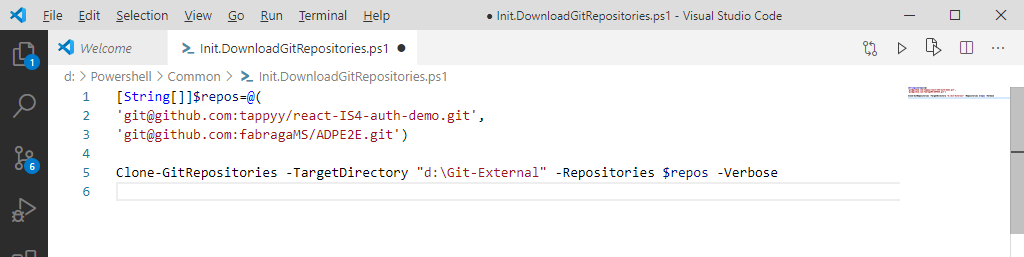 File Edit Selection View Go Run Terminal Help ● Init.DownloadGitRepositories.ps1 - Visual Studio Code
Welcome Init.DownloadGitRepositories.ps1 ●
d: > Powershell > Common > Init.DownloadGitRepositories.ps1
1 [String[]]$repos=@(
2 'git@github.com:tappyy/react-IS4-auth-demo.git',
3 'git@github.com:fabragaMS/ADPE2E.git')
4
5 Clone-GitRepositories -TargetDirectory "d:\Git-External" -Repositories $repos -Verbose
6
1
6